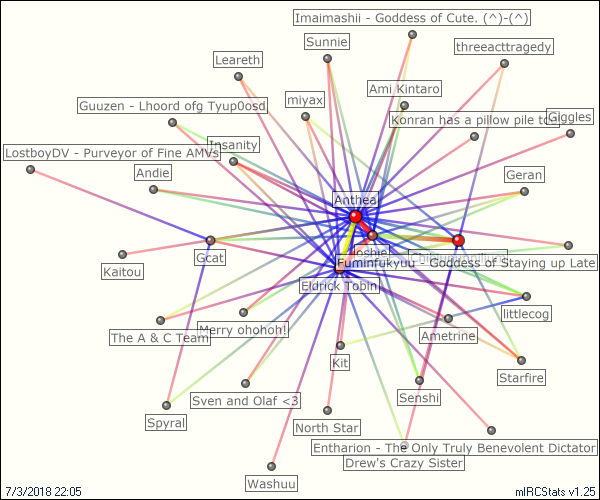 Imaimashii - Goddess of Cute. (^)-(^)
Sunnie
threeacttragedy
Leareth
Ami Kintaro
miyax
Guuzen - Lhoord ofg Tyup0osd
Konran has a pillow pile to
Giggles
Insanity
LostboyDV - Purveyor of Fine AMVs
Andie
Geran
Anthea
Joshiel
Gcat
Fuminfukyuu - Goddess of Staying up Late
Kaitou
Eldrick Tobin
littlecog
Merry ohohoh!
The A & C Team
Ametrine
Kit
Starfire
Sven and Olaf <3
Senshi
Spyral
North Star
Entharion - The Only Truly Benevolent Dictator
Drew's Crazy Sister
Washuu
7/3/2018 22:05
mIRCStats v1.25